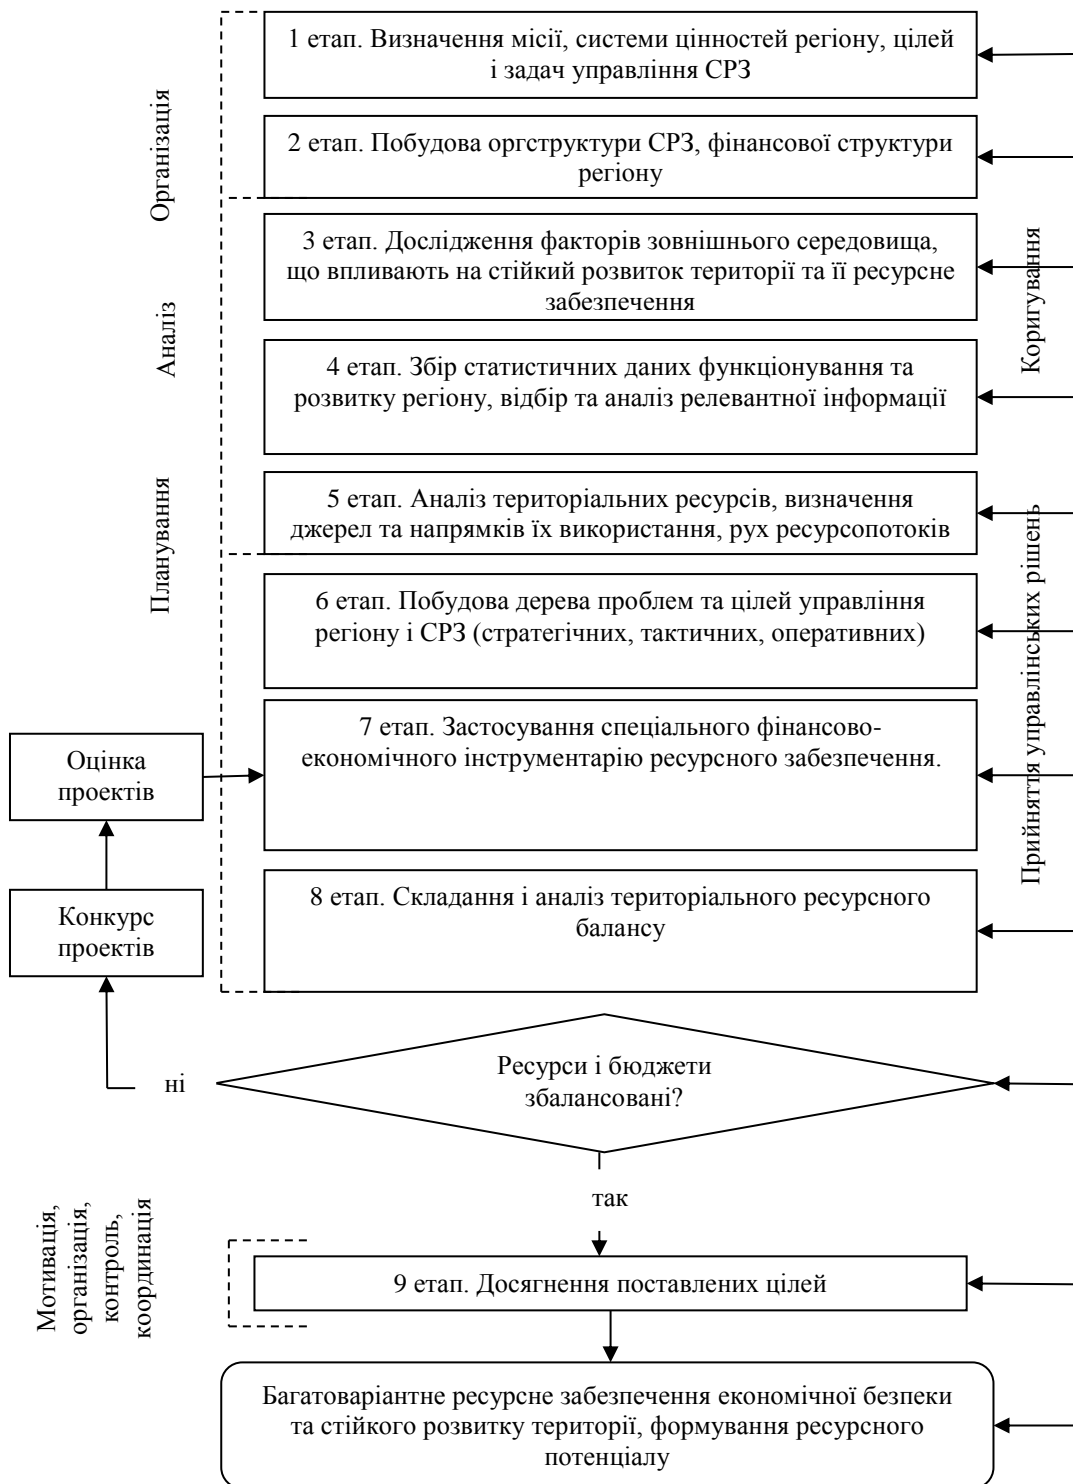 1 етап. Визначення місії, системи цінностей регіону, цілей
і задач управління СРЗ
Організація
2 етап. Побудова оргструктури СРЗ, фінансової структури
регіону
3 етап. Дослідження факторів зовнішнього середовища,
що впливають на стійкий розвиток території та її ресурсне
забезпечення
Коригування
Аналіз
4 етап. Збір статистичних даних функціонування та
розвитку регіону, відбір та аналіз релевантної інформації
Планування
5 етап. Аналіз територіальних ресурсів, визначення
джерел та напрямків їх використання, рух ресурсопотоків
Прийняття управлінських рішень
6 етап. Побудова дерева проблем та цілей управління
регіону і СРЗ (стратегічних, тактичних, оперативних)
7 етап. Застосування спеціального фінансово-
економічного інструментарію ресурсного забезпечення.
Оцінка
проектів
8 етап. Складання і аналіз територіального ресурсного
балансу
Конкурс
проектів
Ресурси і бюджети
збалансовані?
ні
так
Мотивація,
організація,
контроль,
координація
9 етап. Досягнення поставлених цілей
Багатоваріантне ресурсне забезпечення економічної безпеки
та стійкого розвитку території, формування ресурсного
потенціалу